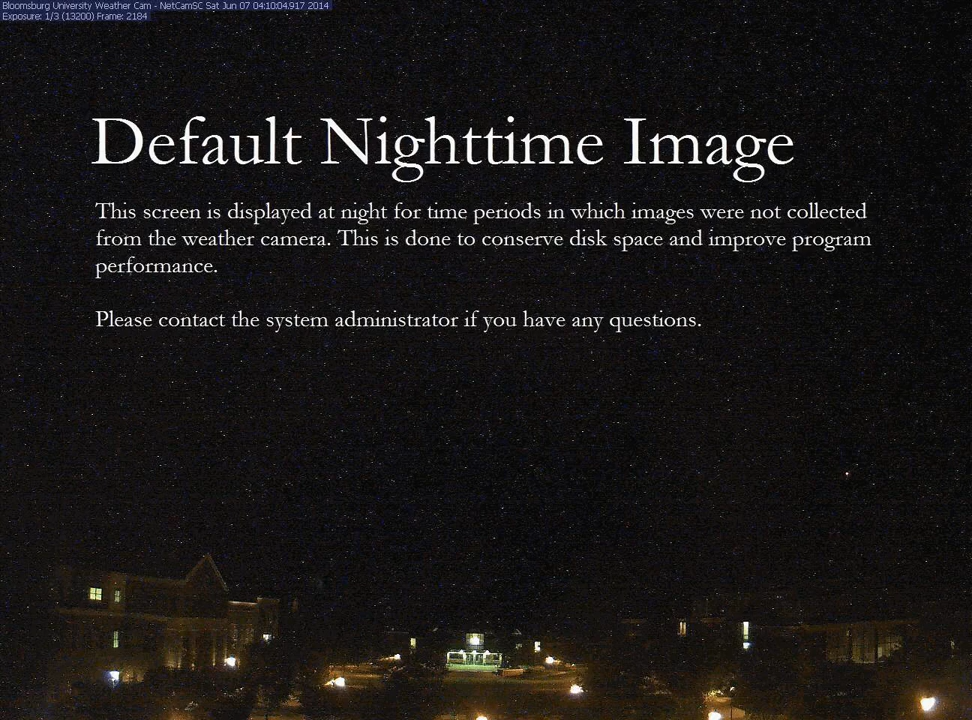 Bloomsburg University Weather Cam - NetCamSC Sat Jun 07 04:10:04.917 2014
Exposure: 1/3 (13200) Frame: 2184
Default Nighttime Image
This screen is displayed at night for time periods in which images were not collected
from the weather camera. This is done to conserve disk space and improve program
performance.
Please contact the system administrator if you have any questions.